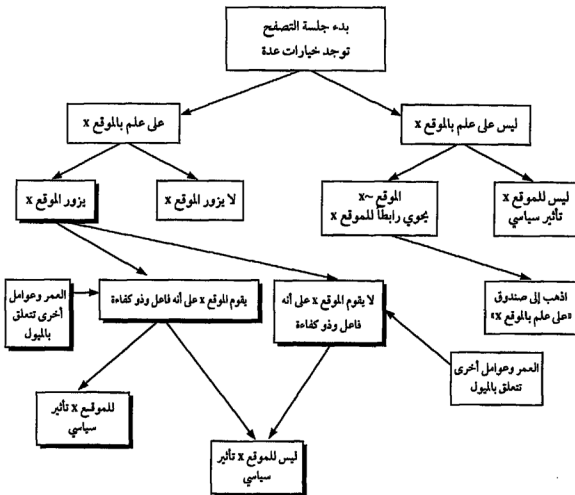 بدء جلسة التصفح
توجد خيارات عدة
على علم بالموقع x
ليس على علم بالموقع x
يزور الموقع x
لا يزور الموقع x
الموقع ~x
يحوي رابطاً للموقع x
ليس للموقع x
تأثير سياسي
العمر وعوامل
أخرى تتعلق
بالميول
يقوم الموقع x على أنه فاعل وذو كفاءة
لا يقوم الموقع x على أنه
فاعل وذو كفاءة
اذهب إلى صندوق
«على علم بالموقع x»
العمر وعوامل أخرى
تتعلق بالميول
للموقع x تأثير
سياسي
ليس للموقع x تأثير
سياسي